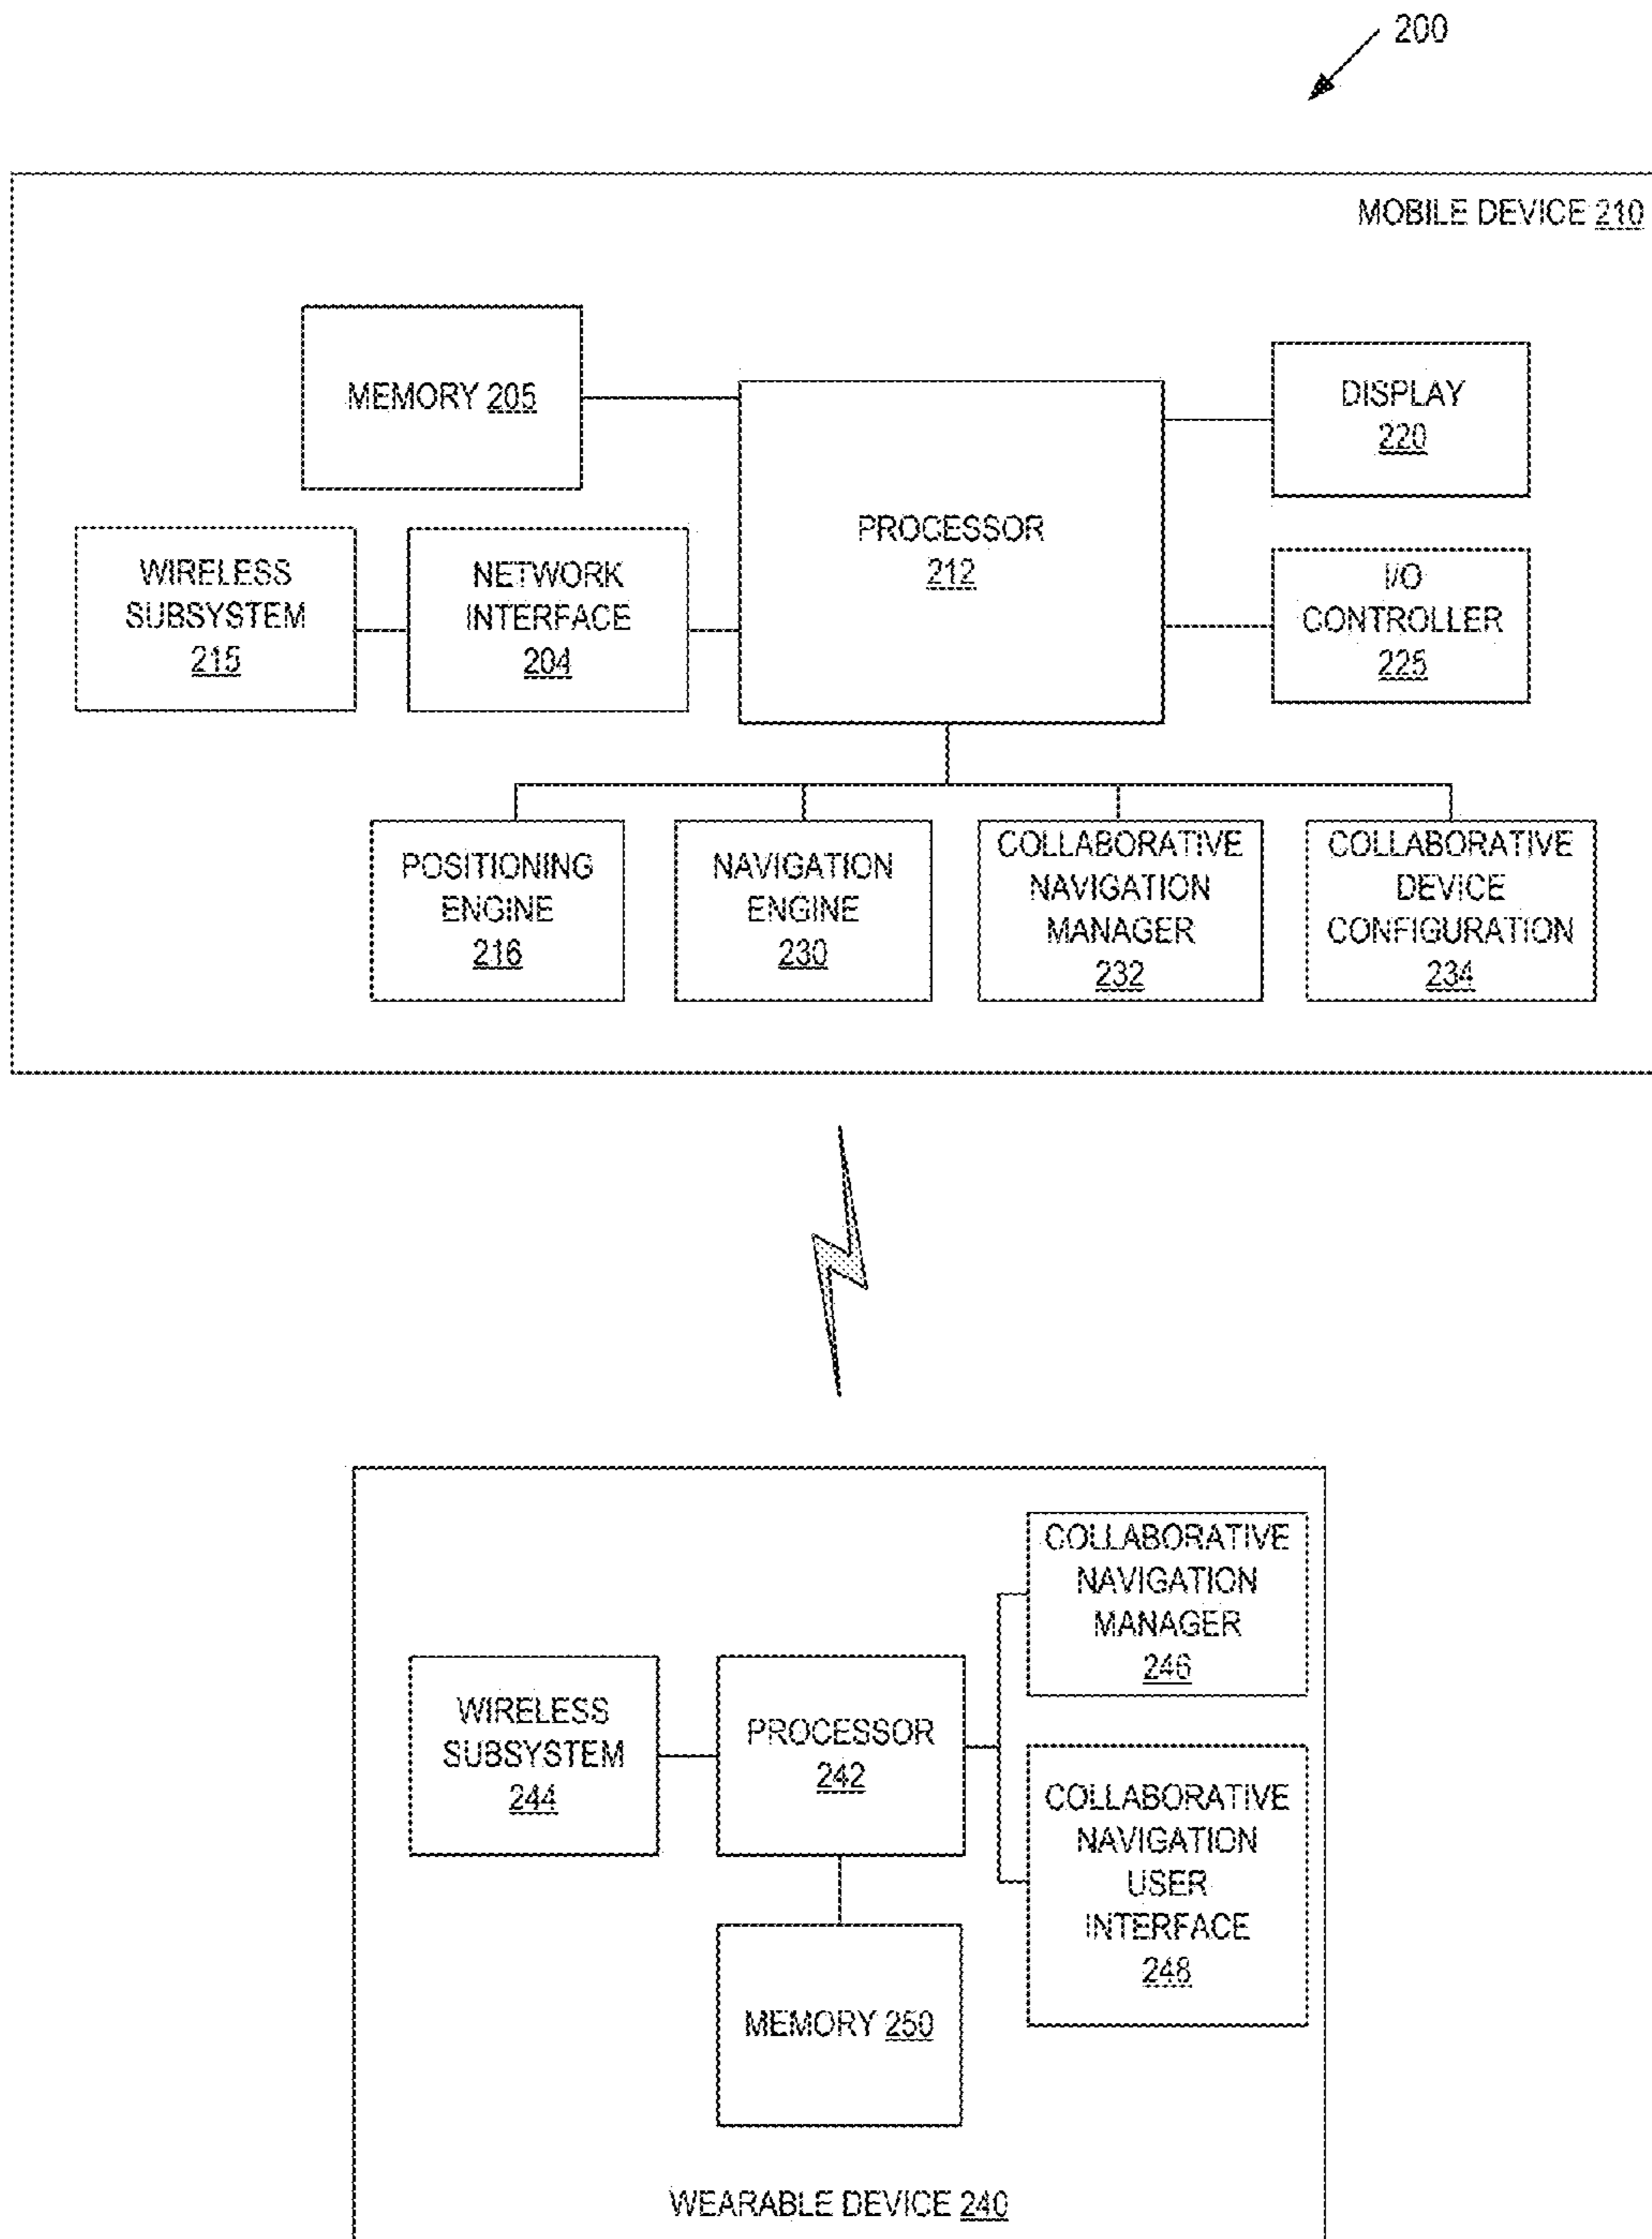 200
MOBILE DEVICE 210
MEMORY 205
DISPLAY
220
PROCESSOR
212
WIRELESS
SUBSYSTEM
215
NETWORK
INTERFACE
204
I/O
CONTROLLER
225
POSITIONING
ENGINE
216
NAVIGATION
ENGINE
230
COLLABORATIVE
NAVIGATION
MANAGER
232
COLLABORATIVE
DEVICE
CONFIGURATION
234
COLLABORATIVE
NAVIGATION
MANAGER
246
WIRELESS
SUBSYSTEM
244
PROCESSOR
242
COLLABORATIVE
NAVIGATION
USER
INTERFACE
248
MEMORY 250
WEARABLE DEVICE 240